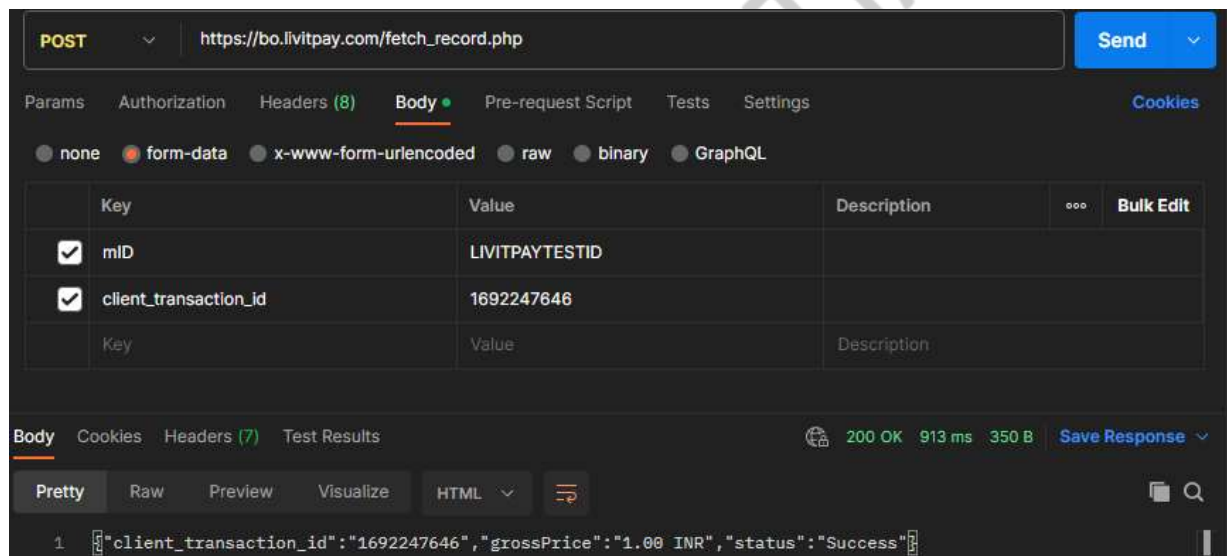 POST https://bo.livitpay.com/fetch_record.php Send
Params Authorization Headers (8) Body Pre-request Script Tests Settings Cookies
none form-data x-www-form-urlencoded raw binary GraphQL
Key Value Description ooo Bulk Edit
mID LIVITPAYTESTID
client_transaction_id 1692247646
Key Value Description
Body Cookies Headers (7) Test Results 200 OK 913 ms 350 B Save Response
Pretty Raw Preview Visualize HTML
1 {"client_transaction_id":"1692247646","grossPrice":"1.00 INR","status":"Success"}